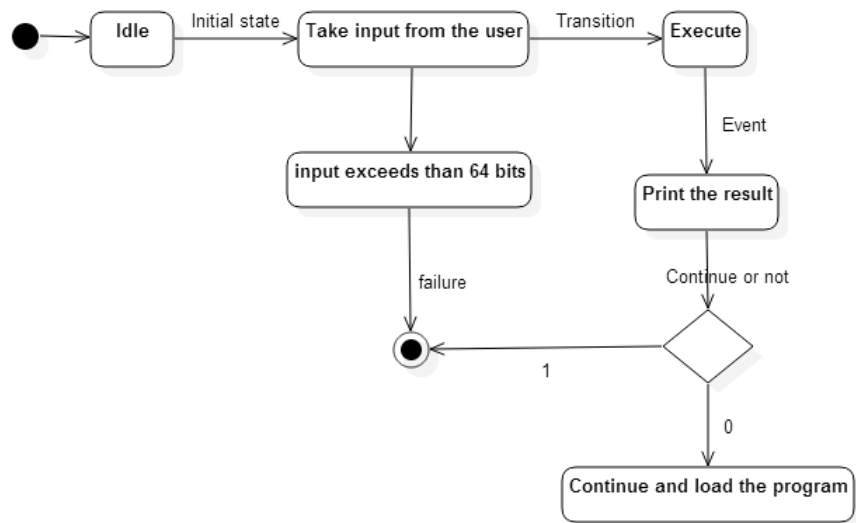 Idle
Initial state
Take input from the user
Transition
Execute
Event
input exceeds than 64 bits
Print the result
failure
Continue or not
1
0
Continue and load the program